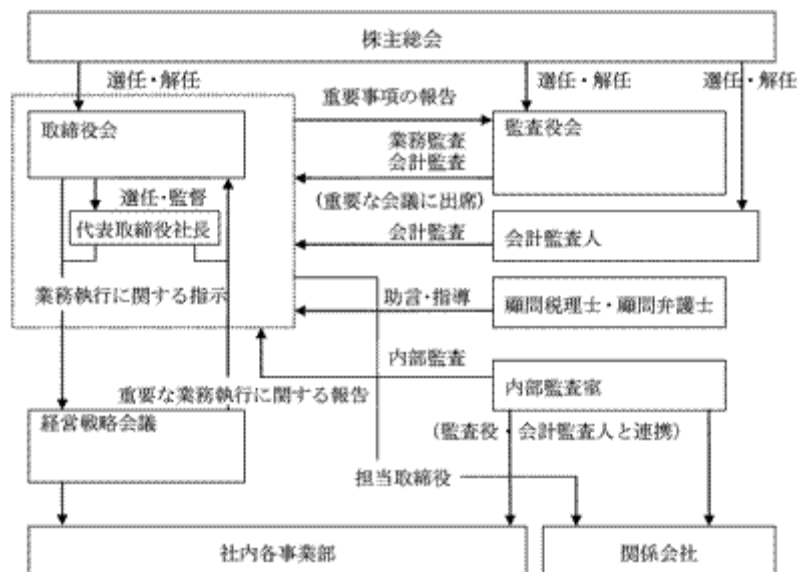 株主総会
選任・解任
選任・解任
選任・解任
重要事項の報告
取締役会
監査役会
業務監査
会計監査
選任・監督
(重要な会議に出席)
代表取締役社長
会計監査
会計監査人
業務執行に関する指示
助言・指導
顧問税理士・顧問弁護士
内部監査
内部監査室
重要な業務執行に関する報告
経営戦略会議
(監査役・会計監査人と連携)
担当取締役
社内各事業部
関係会社